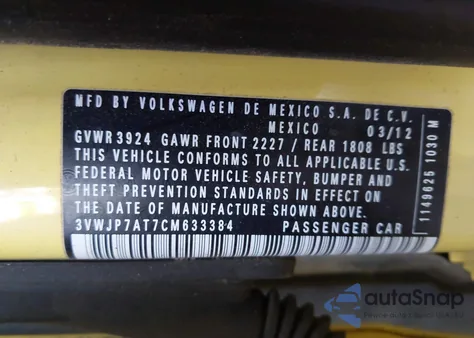 MFD BY VOLKSWAGEN DE MEXICO S.A. DE C.V.
MEXICO 03/12
GVWR 3924 GAWR FRONT 2227 / REAR 1808 LBS
THIS VEHICLE CONFORMS TO ALL APPLICABLE U.S.
FEDERAL MOTOR VEHICLE SAFETY, BUMPER AND
THEFT PREVENTION STANDARDS IN EFFECT ON
THE DATE OF MANUFACTURE SHOWN ABOVE.
3VWJP7AT7CM633384 PASSENGER CAR
1149625 1030 M
autoSnap